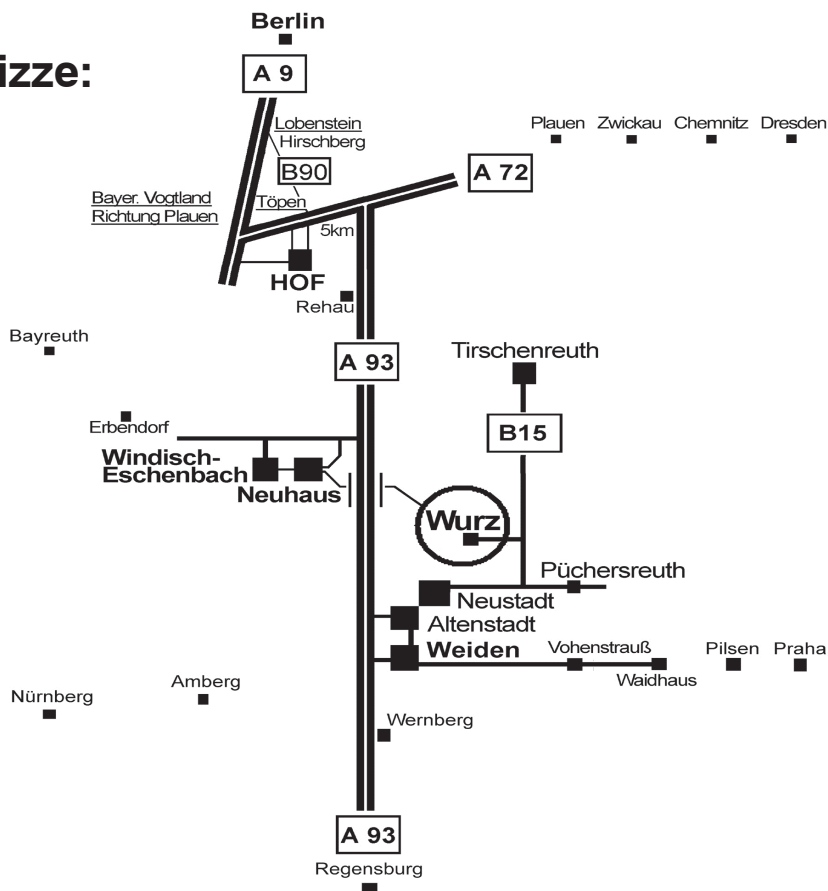 Berlin
izze:
A 9
Lobenstein
Hirschberg
Plauen Zwickau Chemnitz Dresden
B90
A 72
Bayer. Vogtland
Richtung Plauen
Töpen
5km
HOF
Rehau
Bayreuth
A 93
Tirschenreuth
Erbendorf
B15
Windisch-
Eschenbach
Neuhaus
Wurz
Püchersreuth
Neustadt
Altenstadt
Weiden
Vohenstrauß
Pilsen Praha
Waidhaus
Amberg
Nürnberg
Wernberg
A 93
Regensburg